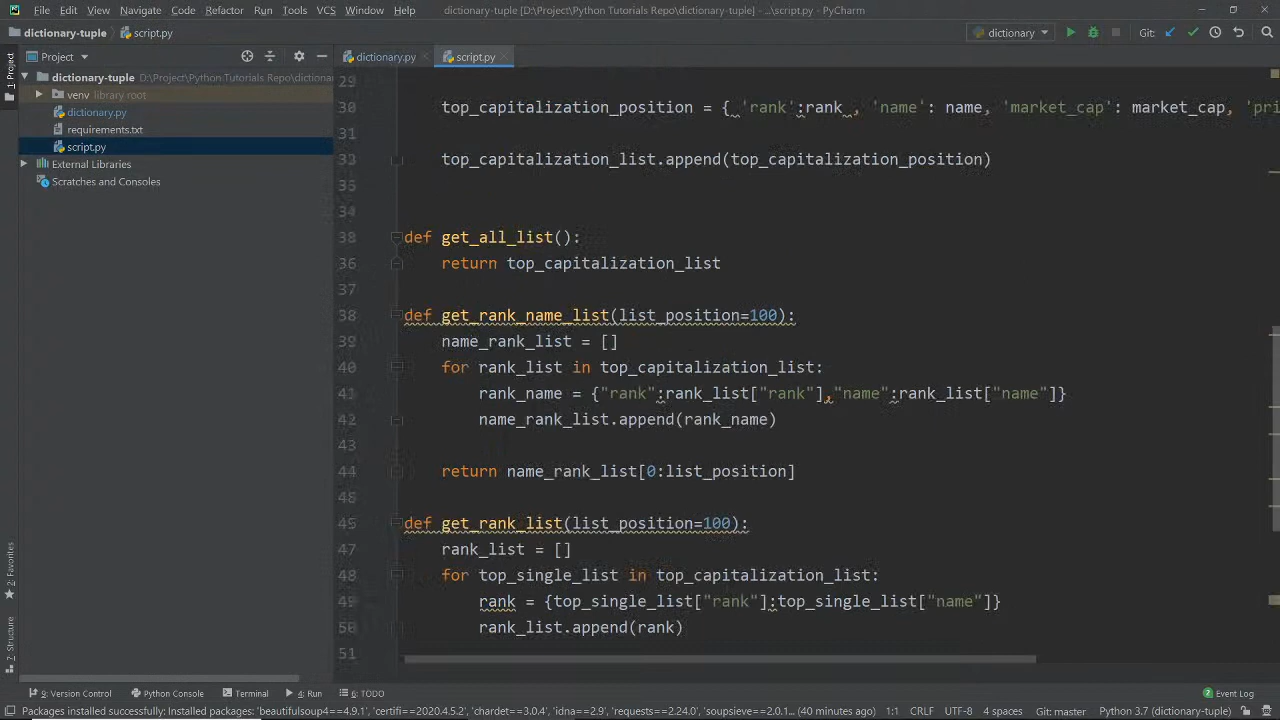 File Edit View Navigate Code Refactor Run Tools VCS Window Help dictionary-tuple [D:\Project\Python Tutorials Repo\dictionary-tuple] - ...\script.py - PyCharm
dictionary-tuple script.py dictionary Git:
Project dictionary.py script.py
1: Project
dictionary-tuple D:\Project\Python Tutorials Repo\dictionar
venv library root
dictionary.py
requirements.txt
script.py
External Libraries
Scratches and Consoles
29
30 top_capitalization_position = { 'rank':rank , 'name': name, 'market_cap': market_cap, 'pri
31
33 top_capitalization_list.append(top_capitalization_position)
35
34
38 def get_all_list():
36 return top_capitalization_list
37
38 def get_rank_name_list(list_position=100):
39 name_rank_list = []
40 for rank_list in top_capitalization_list:
41 rank_name = {"rank":rank_list["rank"],"name":rank_list["name"]}
42 name_rank_list.append(rank_name)
43
44 return name_rank_list[0:list_position]
45
45 def get_rank_list(list_position=100):
47 rank_list = []
48 for top_single_list in top_capitalization_list:
49 rank = {top_single_list["rank"]:top_single_list["name"]}
50 rank_list.append(rank)
51
2: Favorites
Z: Structure
9: Version Control Python Console Terminal 4: Run 6: TODO 2 Event Log
Packages installed successfully: Installed packages: 'beautifulsoup4==4.9.1', 'certifi==2020.4.5.2', 'chardet==3.0.4', 'idna==2.9', 'requests==2.24.0', 'soupsieve==2.0.1... (40 minutes ago) 1:1 CRLF UTF-8 4 spaces Git: master Python 3.7 (dictionary-tuple)